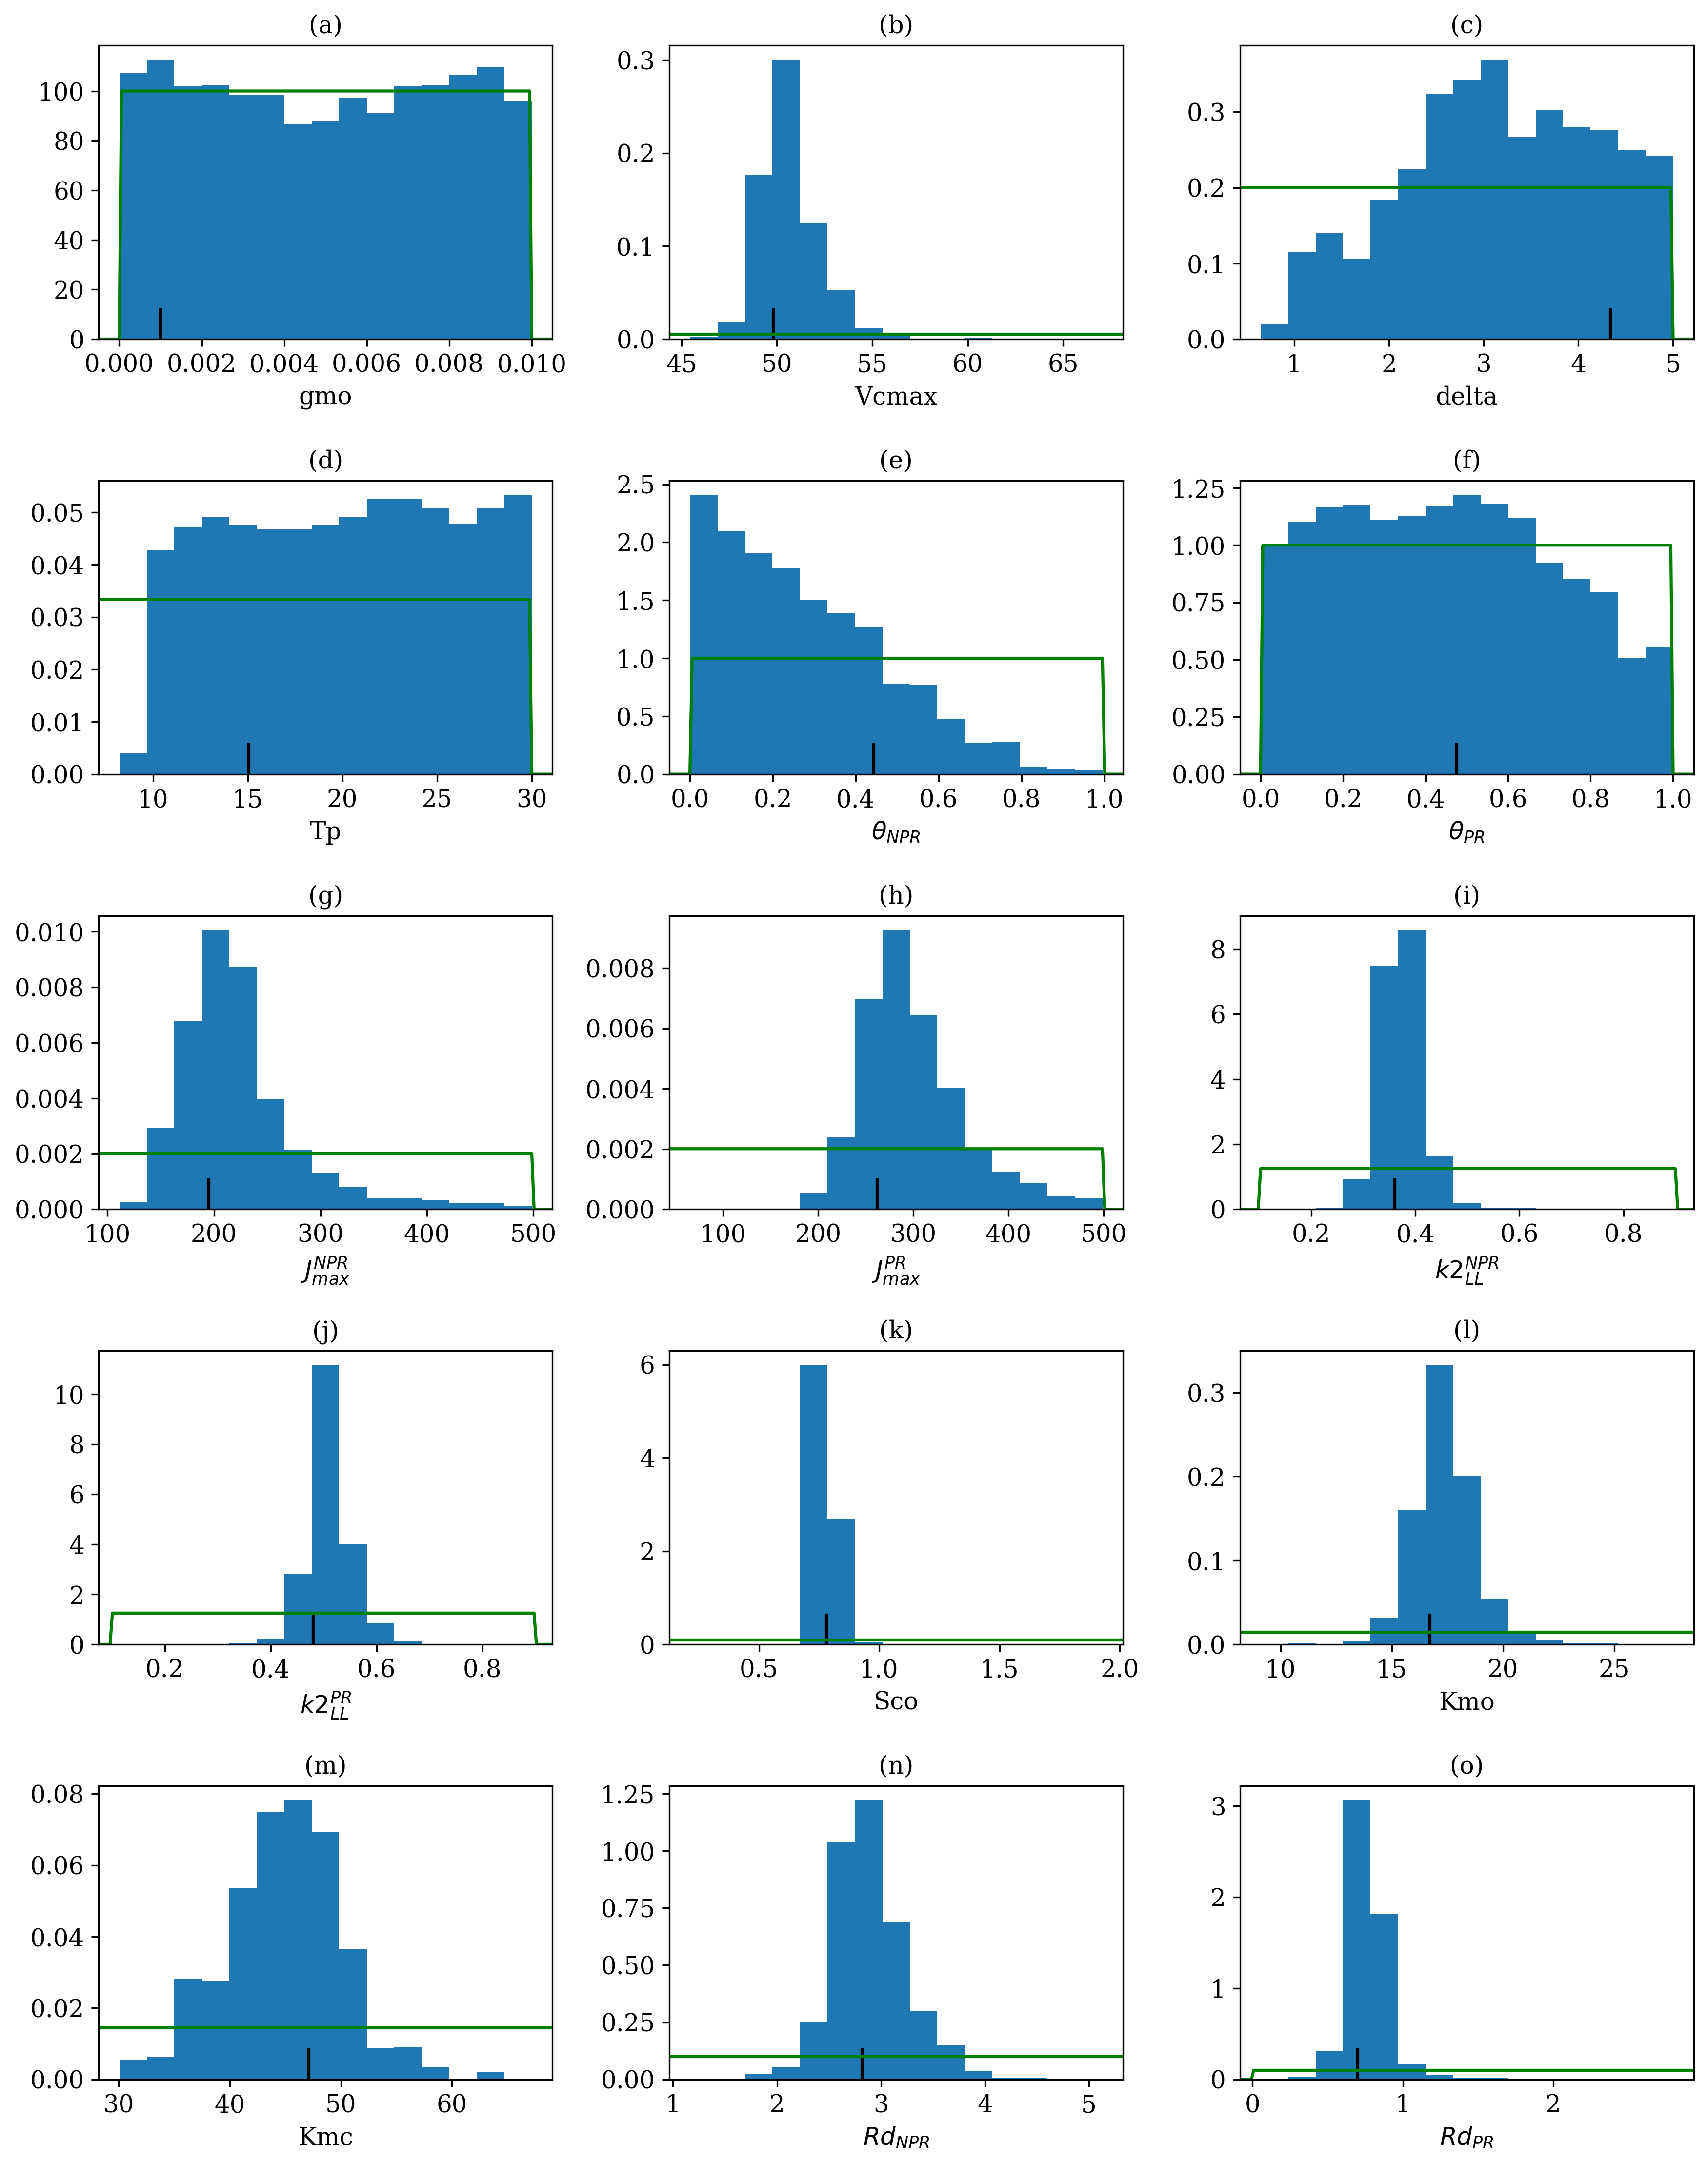 (a) (b) (c)
100
80
60
40
20
0
0.000 0.002 0.004 0.006 0.008 0.010
gmo
0.3
0.2
0.1
0.0
45 50 55 60 65
Vcmax
0.3
0.2
0.1
0.0
1 2 3 4 5
delta
(d) (e) (f)
0.05
0.04
0.03
0.02
0.01
0.00
10 15 20 25 30
Tp
2.5
2.0
1.5
1.0
0.5
0.0
0.0 0.2 0.4 0.6 0.8 1.0
θ_NPR
1.25
1.00
0.75
0.50
0.25
0.00
0.0 0.2 0.4 0.6 0.8 1.0
θ_PR
(g) (h) (i)
0.010
0.008
0.006
0.004
0.002
0.000
100 200 300 400 500
J_max^NPR
0.008
0.006
0.004
0.002
0.000
100 200 300 400 500
J_max^PR
8
6
4
2
0
0.2 0.4 0.6 0.8
k2_LL^NPR
(j) (k) (l)
10
8
6
4
2
0
0.2 0.4 0.6 0.8
k2_LL^PR
6
4
2
0
0.5 1.0 1.5 2.0
Sco
0.3
0.2
0.1
0.0
10 15 20 25
Kmo
(m) (n) (o)
0.08
0.06
0.04
0.02
0.00
30 40 50 60
Kmc
1.25
1.00
0.75
0.50
0.25
0.00
1 2 3 4 5
Rd_NPR
3
2
1
0
0 1 2
Rd_PR